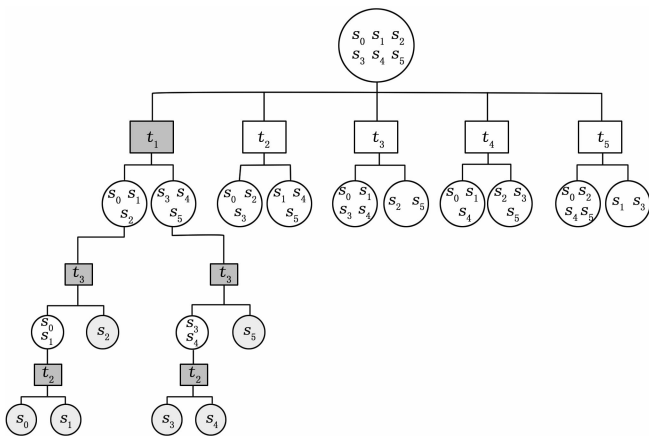 s₀ s₁ s₂
s₃ s₄ s₅
t₁ t₂ t₃ t₄ t₅
s₀ s₁
s₂
s₃ s₄
s₅
s₀ s₂
s₃
s₁ s₄
s₅
s₀ s₁
s₃ s₄
s₂ s₅
s₀ s₁
s₄
s₂ s₃
s₅
s₀ s₂
s₄ s₅
s₁ s₃
t₃ t₃
s₀
s₁
s₂
s₃
s₄
s₅
t₂ t₂
s₀ s₁ s₃ s₄